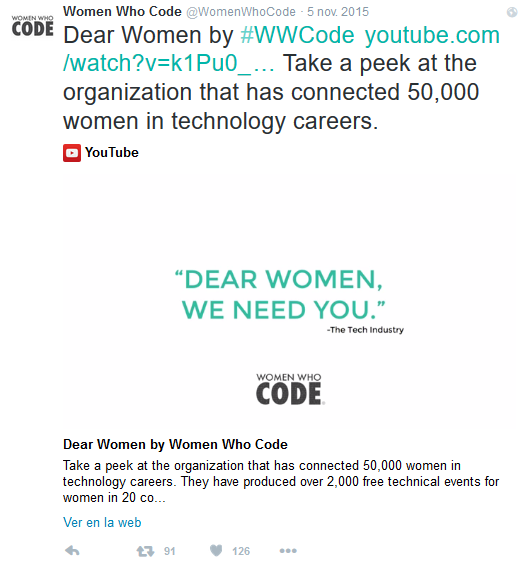 WOMEN WHO
CODE
Women Who Code @WomenWhoCode · 5 nov. 2015
Dear Women by #WWCode youtube.com
/watch?v=k1Pu0_… Take a peek at the
organization that has connected 50,000
women in technology careers.
YouTube
“DEAR WOMEN,
WE NEED YOU.”
-The Tech Industry
WOMEN WHO
CODE
Dear Women by Women Who Code
Take a peek at the organization that has connected 50,000 women in
technology careers. They have produced over 2,000 free technical events for
women in 20 co...
Ver en la web
91 126